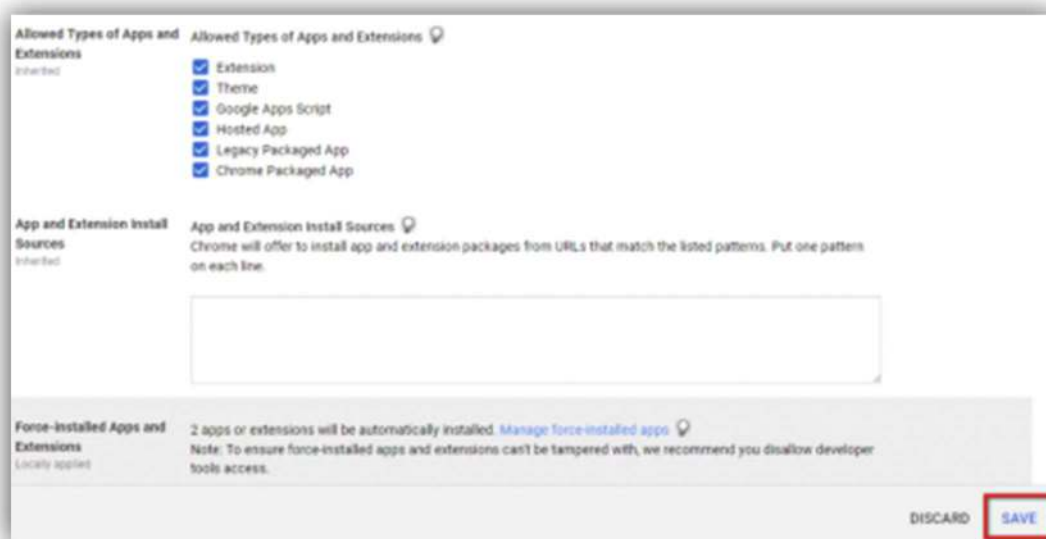 Allowed Types of Apps and Extensions
Inherited
Allowed Types of Apps and Extensions
Extension
Theme
Google Apps Script
Hosted App
Legacy Packaged App
Chrome Packaged App
App and Extension Install
Sources
Inherited
App and Extension Install Sources
Chrome will offer to install app and extension packages from URLs that match the listed patterns. Put one pattern
on each line.
Force-installed Apps and
Extensions
Locally applied
2 apps or extensions will be automatically installed. Manage force-installed apps
Note: To ensure force-installed apps and extensions can't be tampered with, we recommend you disallow developer
tools access.
DISCARD SAVE